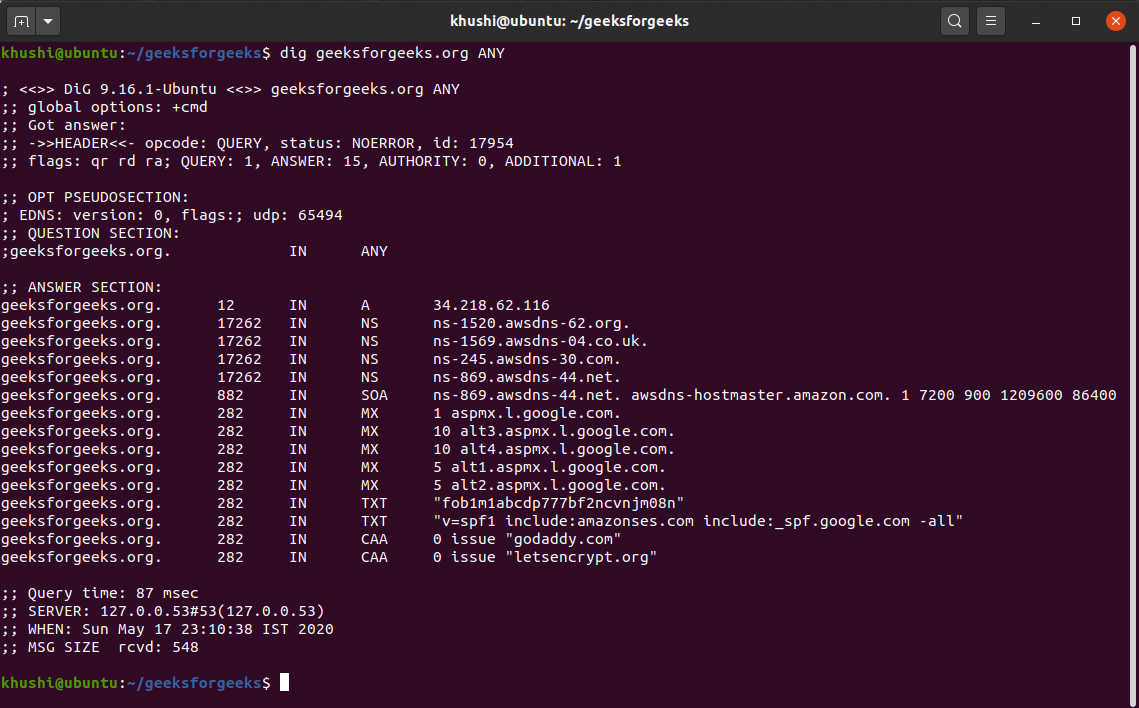 khushi@ubuntu: ~/geeksforgeeks
khushi@ubuntu:~/geeksforgeeks$ dig geeksforgeeks.org ANY
; <<>> DiG 9.16.1-Ubuntu <<>> geeksforgeeks.org ANY
;; global options: +cmd
;; Got answer:
;; ->>HEADER<<- opcode: QUERY, status: NOERROR, id: 17954
;; flags: qr rd ra; QUERY: 1, ANSWER: 15, AUTHORITY: 0, ADDITIONAL: 1
;; OPT PSEUDOSECTION:
; EDNS: version: 0, flags:; udp: 65494
;; QUESTION SECTION:
;geeksforgeeks.org. IN ANY
;; ANSWER SECTION:
geeksforgeeks.org. 12 IN A 34.218.62.116
geeksforgeeks.org. 17262 IN NS ns-1520.awsdns-62.org.
geeksforgeeks.org. 17262 IN NS ns-1569.awsdns-04.co.uk.
geeksforgeeks.org. 17262 IN NS ns-245.awsdns-30.com.
geeksforgeeks.org. 17262 IN NS ns-869.awsdns-44.net.
geeksforgeeks.org. 882 IN SOA ns-869.awsdns-44.net. awsdns-hostmaster.amazon.com. 1 7200 900 1209600 86400
geeksforgeeks.org. 282 IN MX 1 aspmx.l.google.com.
geeksforgeeks.org. 282 IN MX 10 alt3.aspmx.l.google.com.
geeksforgeeks.org. 282 IN MX 10 alt4.aspmx.l.google.com.
geeksforgeeks.org. 282 IN MX 5 alt1.aspmx.l.google.com.
geeksforgeeks.org. 282 IN MX 5 alt2.aspmx.l.google.com.
geeksforgeeks.org. 282 IN TXT "fob1m1abcdp777bf2ncvnjm08n"
geeksforgeeks.org. 282 IN TXT "v=spf1 include:amazonses.com include:_spf.google.com -all"
geeksforgeeks.org. 282 IN CAA 0 issue "godaddy.com"
geeksforgeeks.org. 282 IN CAA 0 issue "letsencrypt.org"
;; Query time: 87 msec
;; SERVER: 127.0.0.53#53(127.0.0.53)
;; WHEN: Sun May 17 23:10:38 IST 2020
;; MSG SIZE  rcvd: 548
khushi@ubuntu:~/geeksforgeeks$